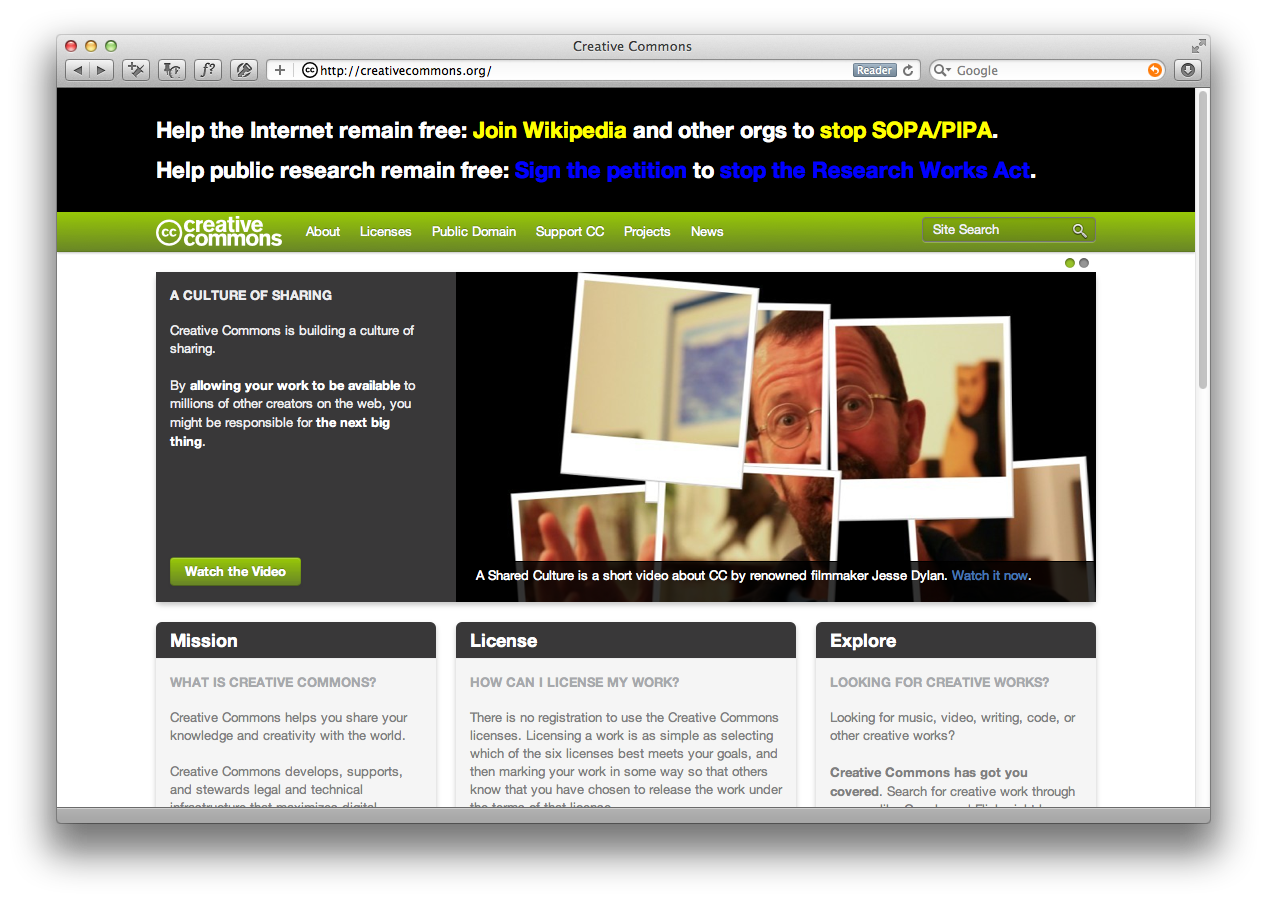 Creative Commons
f?
http://creativecommons.org/
Reader
Google
Help the Internet remain free: Join Wikipedia and other orgs to stop SOPA/PIPA.
Help public research remain free: Sign the petition to stop the Research Works Act.
cc creative commons
About Licenses Public Domain Support CC Projects News
Site Search
A CULTURE OF SHARING
Creative Commons is building a culture of
sharing.
By allowing your work to be available to
millions of other creators on the web, you
might be responsible for the next big
thing.
Watch the Video
A Shared Culture is a short video about CC by renowned filmmaker Jesse Dylan. Watch it now.
Mission
WHAT IS CREATIVE COMMONS?
Creative Commons helps you share your
knowledge and creativity with the world.
Creative Commons develops, supports,
and stewards legal and technical
infrastructure that maximizes digital
License
HOW CAN I LICENSE MY WORK?
There is no registration to use the Creative Commons
licenses. Licensing a work is as simple as selecting
which of the six licenses best meets your goals, and
then marking your work in some way so that others
know that you have chosen to release the work under
the terms of that license.
Explore
LOOKING FOR CREATIVE WORKS?
Looking for music, video, writing, code, or
other creative works?
Creative Commons has got you
covered. Search for creative work through